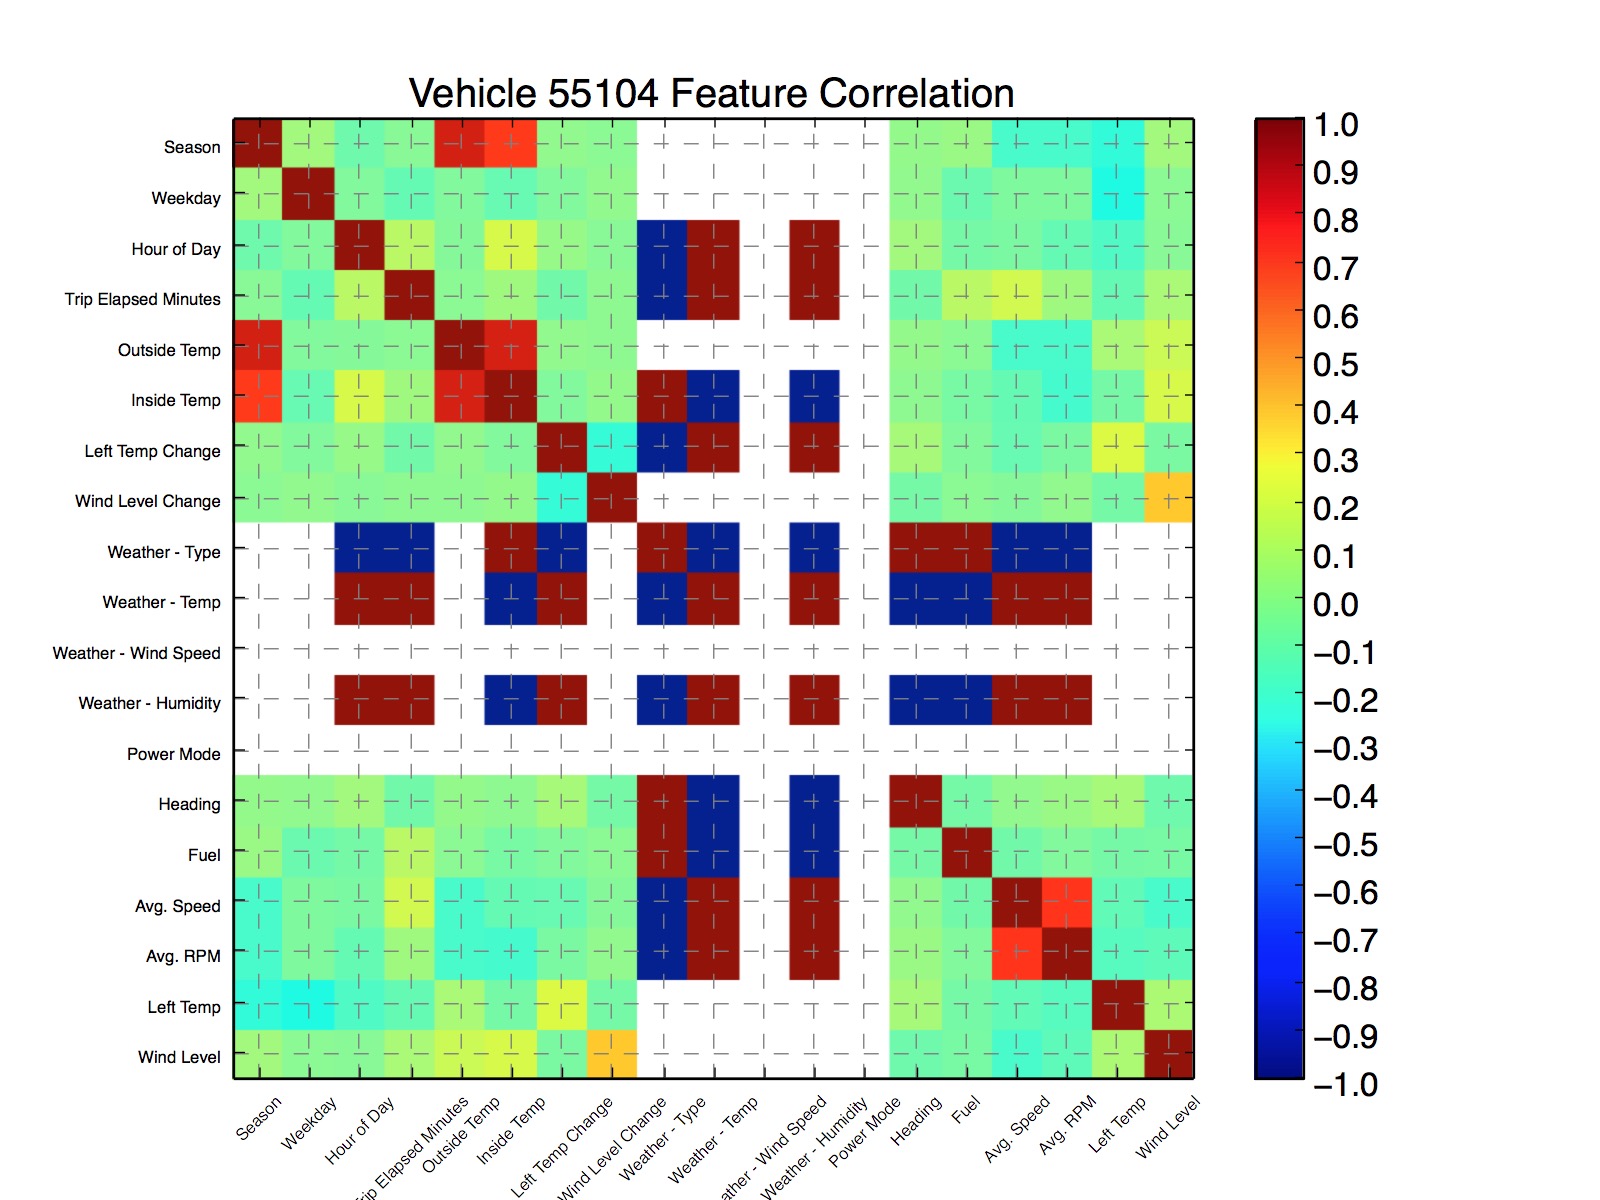 Vehicle 55104 Feature Correlation
Season
Weekday
Hour of Day
Trip Elapsed Minutes
Outside Temp
Inside Temp
Left Temp Change
Wind Level Change
Weather - Type
Weather - Temp
Weather - Wind Speed
Weather - Humidity
Power Mode
Heading
Fuel
Avg. Speed
Avg. RPM
Left Temp
Wind Level
Season
Weekday
Hour of Day
Trip Elapsed Minutes
Outside Temp
Inside Temp
Left Temp Change
Wind Level Change
Weather - Type
Weather - Temp
ather - Wind Speed
Weather - Humidity
Power Mode
Heading
Fuel
Avg. Speed
Avg. RPM
Left Temp
Wind Level
1.0
0.9
0.8
0.7
0.6
0.5
0.4
0.3
0.2
0.1
0.0
−0.1
−0.2
−0.3
−0.4
−0.5
−0.6
−0.7
−0.8
−0.9
−1.0